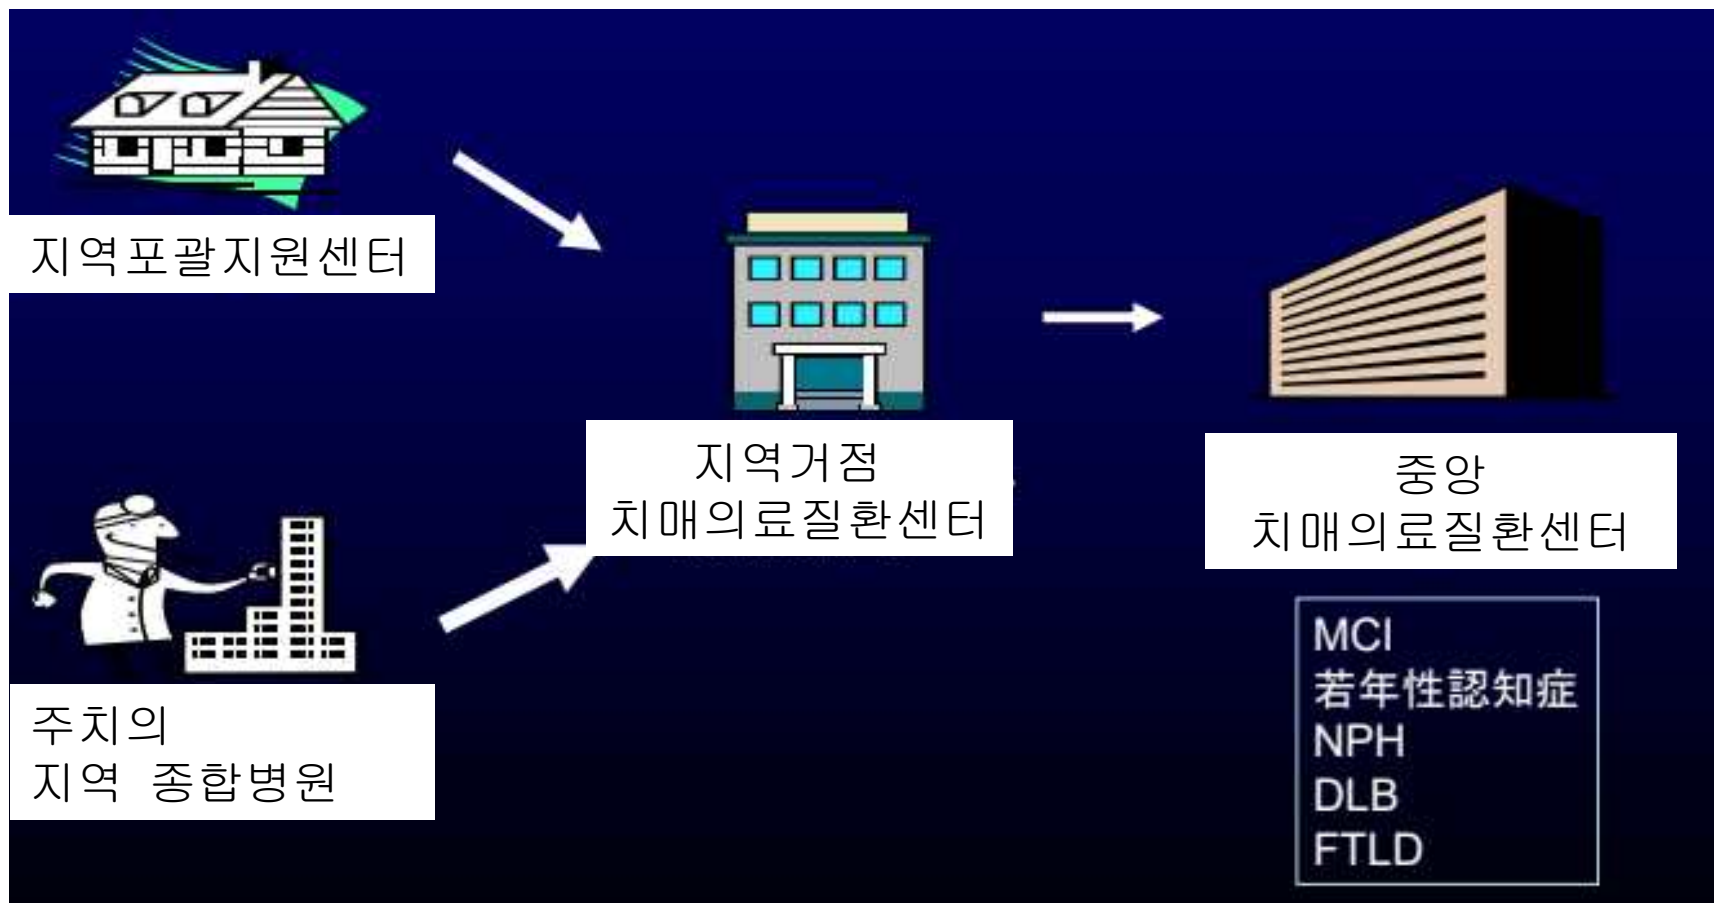 지역포괄지원센터
지역거점
치매의료질환센터
중앙
치매의료질환센터
주치의
지역 종합병원
MCI
若年性認知症
NPH
DLB
FTLD